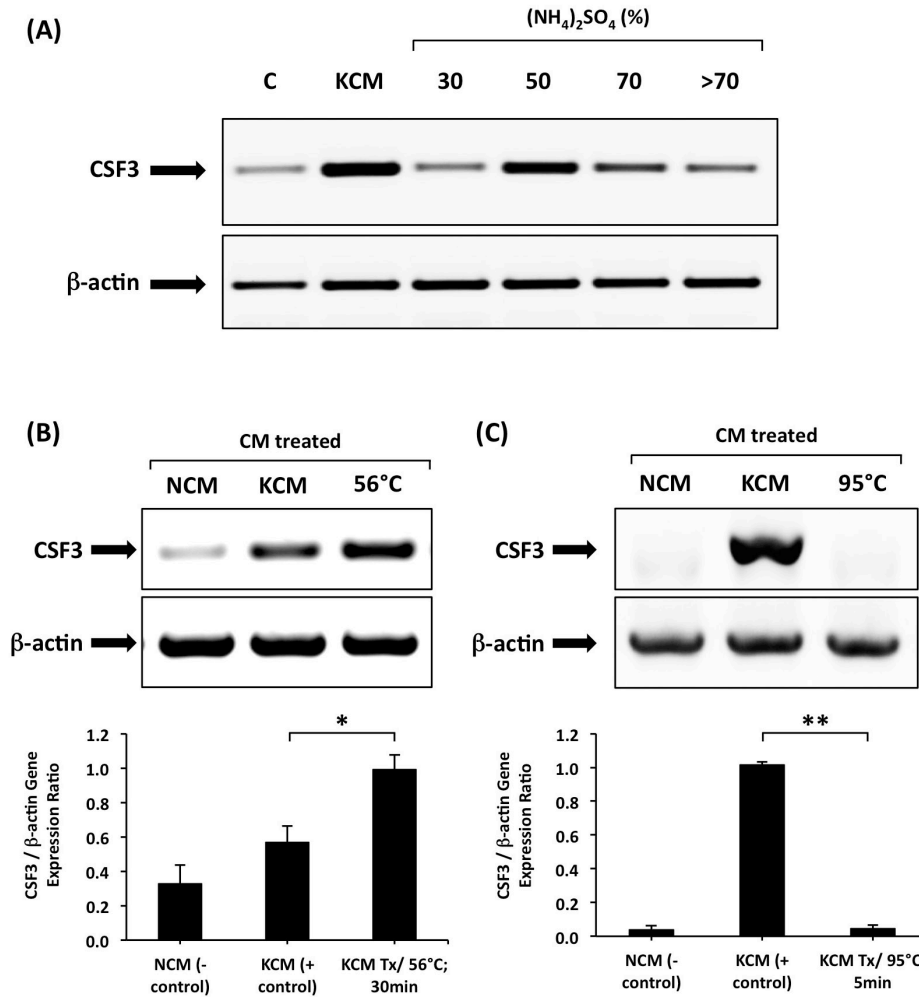 (A)
(NH4)2SO4 (%)
C KCM 30 50 70 >70
CSF3
β-actin
(B)
CM treated
NCM KCM 56°C
CSF3
β-actin
*
CSF3 / β-actin Gene
Expression Ratio
1.2
1.0
0.8
0.6
0.4
0.2
0.0
NCM (-
control)
KCM (+
control)
KCM Tx/ 56°C;
30min
(C)
CM treated
NCM KCM 95°C
CSF3
β-actin
**
CSF3 / β-actin Gene
Expression Ratio
1.2
1.0
0.8
0.6
0.4
0.2
0.0
NCM (-
control)
KCM (+
control)
KCM Tx/ 95°C
5min